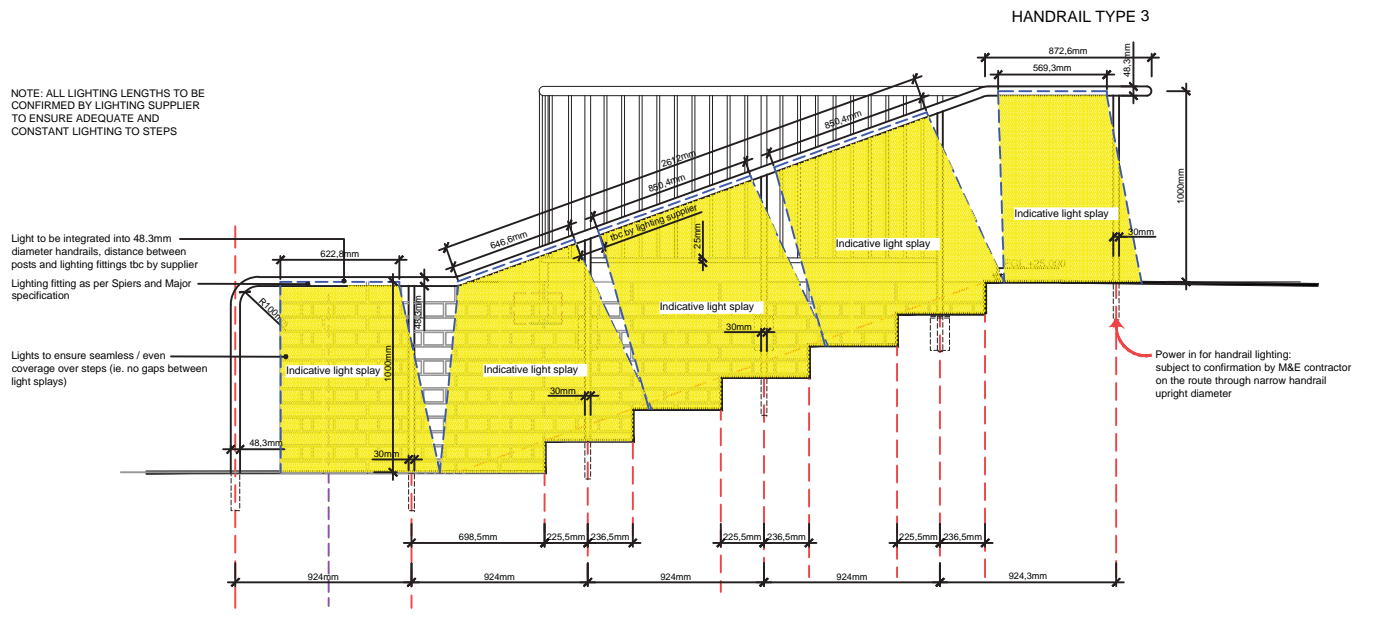 HANDRAIL TYPE 3
872,6mm
569,3mm
48,3mm
NOTE: ALL LIGHTING LENGTHS TO BE
CONFIRMED BY LIGHTING SUPPLIER
TO ENSURE ADEQUATE AND
CONSTANT LIGHTING TO STEPS
850,4mm
2612mm
850,4mm
1000mm
tbc by lighting supplier
Indicative light splay
646,6mm
25mm
30mm
Indicative light splay
Light to be integrated into 48.3mm
diameter handrails, distance between
posts and lighting fittings tbc by supplier
622,8mm
Lighting fitting as per Spiers and Major
specification
48,3mm
Indicative light splay
30mm
Lights to ensure seamless / even
coverage over steps (ie. no gaps between
light splays)
Indicative light splay
1000mm
Indicative light splay
30mm
Power in for handrail lighting:
subject to confirmation by M&E contractor
on the route through narrow handrail
upright diameter
48,3mm
30mm
698,5mm
225,5mm
236,5mm
225,5mm
236,5mm
225,5mm
236,5mm
924mm
924mm
924mm
924mm
924,3mm